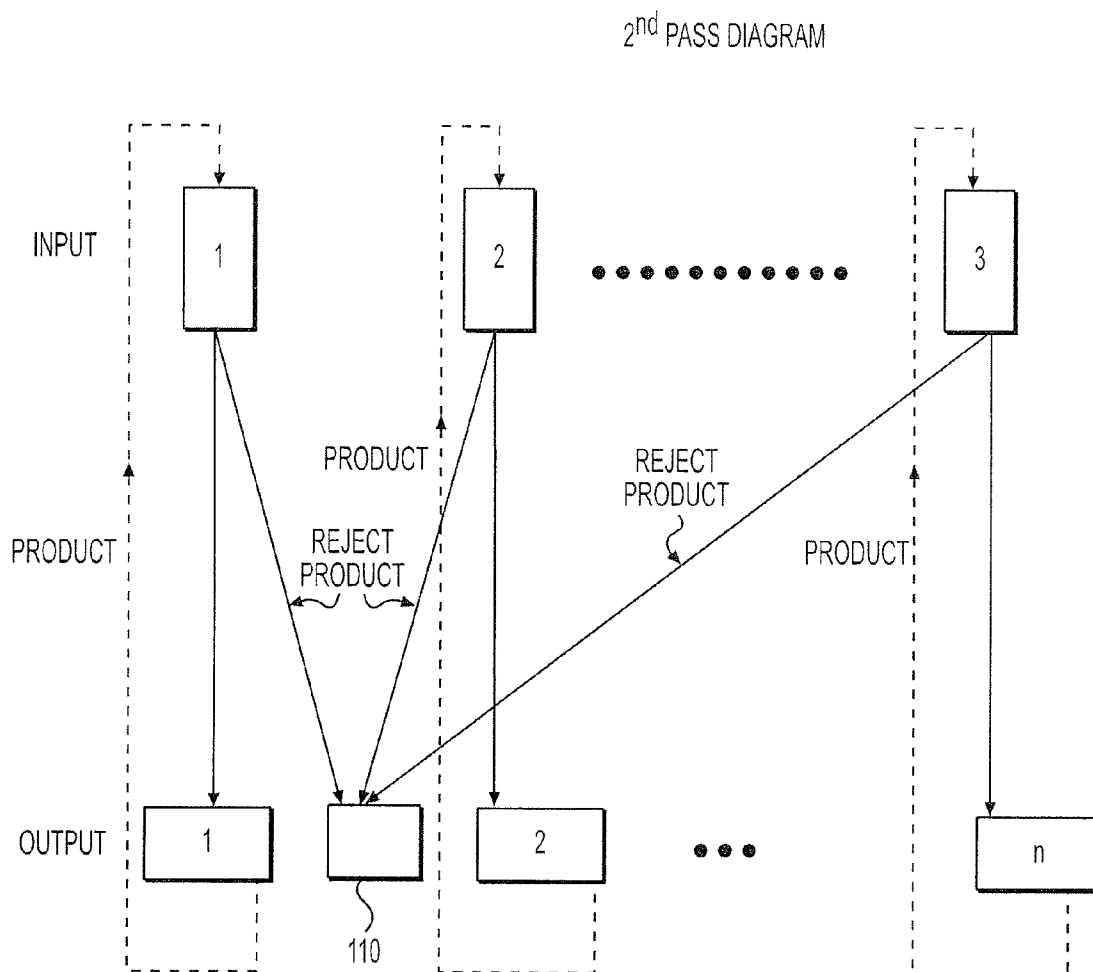 2nd PASS DIAGRAM
INPUT
1
2
3
PRODUCT
REJECT
PRODUCT
PRODUCT
REJECT
PRODUCT
PRODUCT
OUTPUT
1
2
n
110